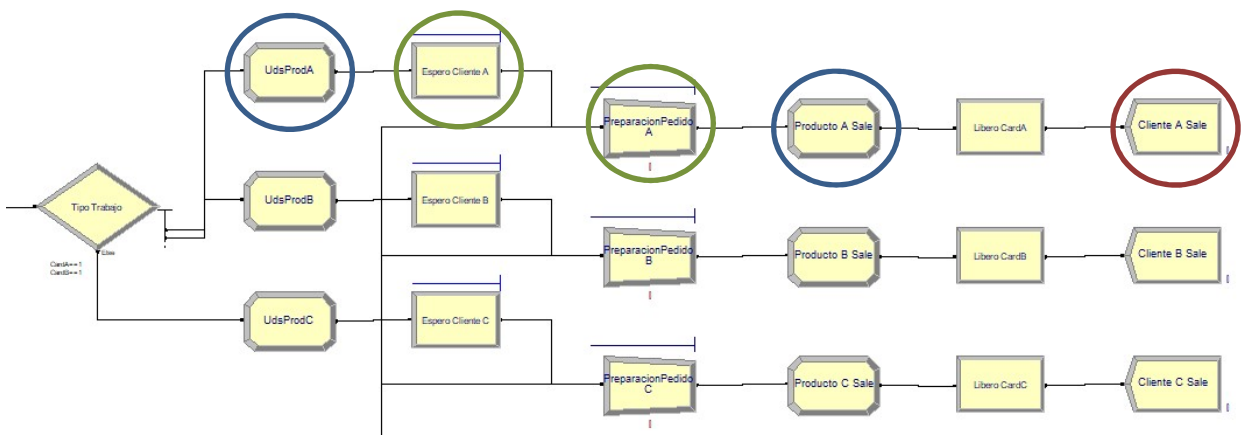 UdsProdA
Espero Cliente A
PreparacionPedido
A
Producto A Sale
Libero CardA
Cliente A Sale
Tipo Trabajo
Else
CardA==1
CardB==1
UdsProdB
Espero Cliente B
PreparacionPedido
B
Producto B Sale
Libero CardB
Cliente B Sale
UdsProdC
Espero Cliente C
PreparacionPedido
C
Producto C Sale
Libero CardC
Cliente C Sale